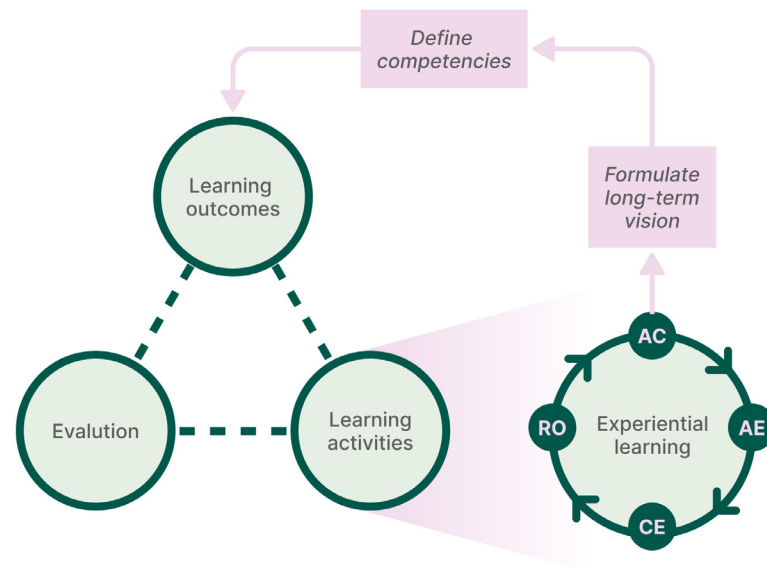 Define
competencies
Formulate
long-term
vision
Learning
outcomes
Evalution
Learning
activities
AC
RO
Experiential
learning
AE
CE